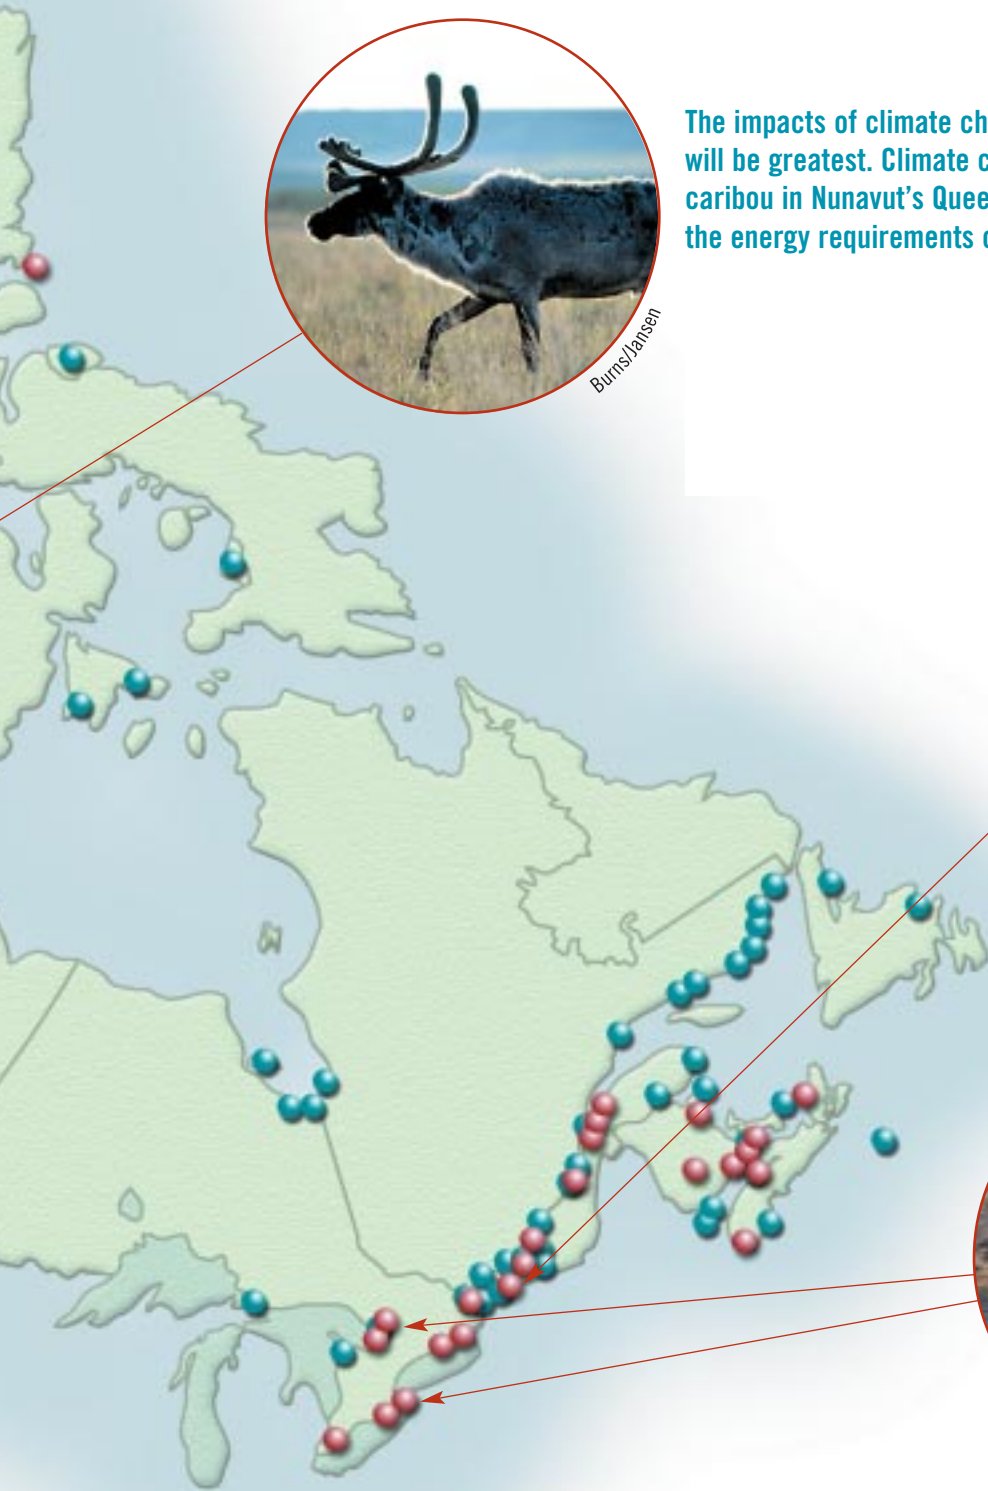 The impacts of climate ch
will be greatest. Climate c
caribou in Nunavut’s Quee
the energy requirements o
Burns/Jansen